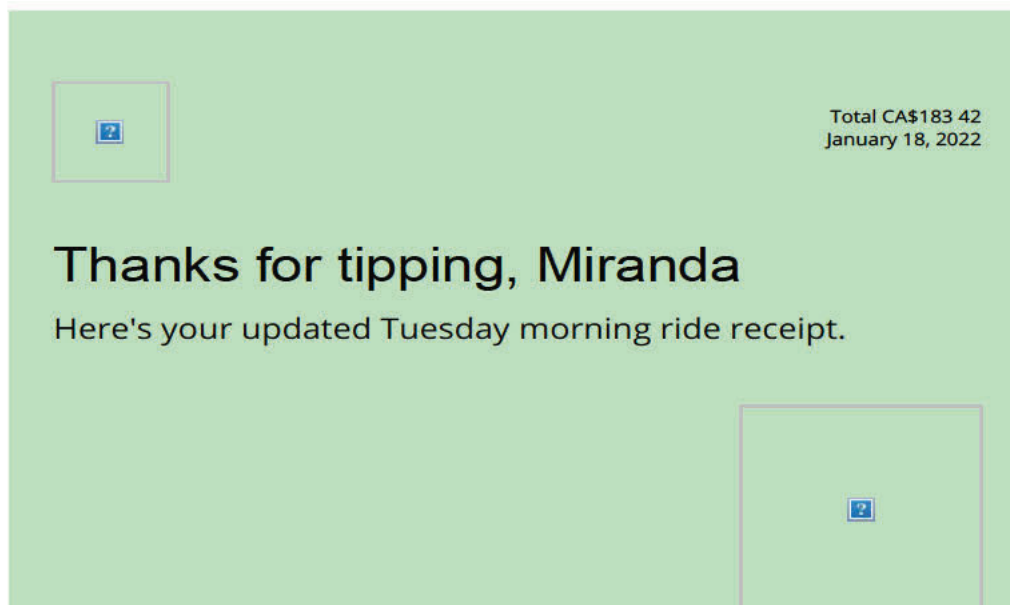 Total CA$183 42
January 18, 2022
Thanks for tipping, Miranda
Here's your updated Tuesday morning ride receipt.